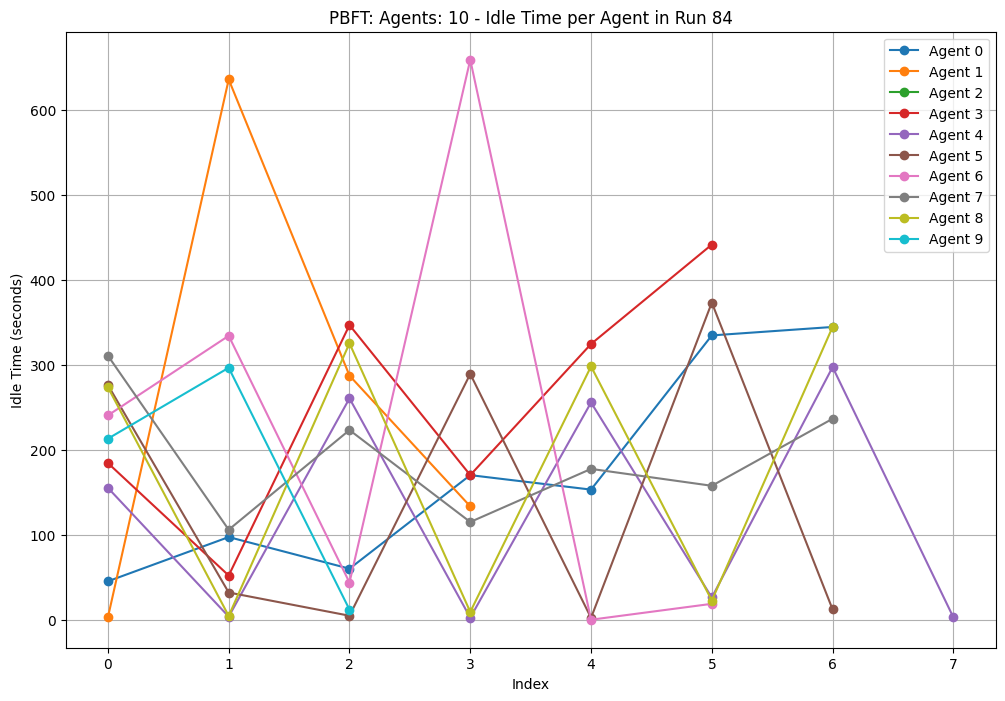 PBFT: Agents: 10 - Idle Time per Agent in Run 84
Agent 0
Agent 1
Agent 2
Agent 3
Agent 4
Agent 5
Agent 6
Agent 7
Agent 8
Agent 9
600
500
400
300
200
100
0
Idle Time (seconds)
0 1 2 3 4 5 6 7
Index